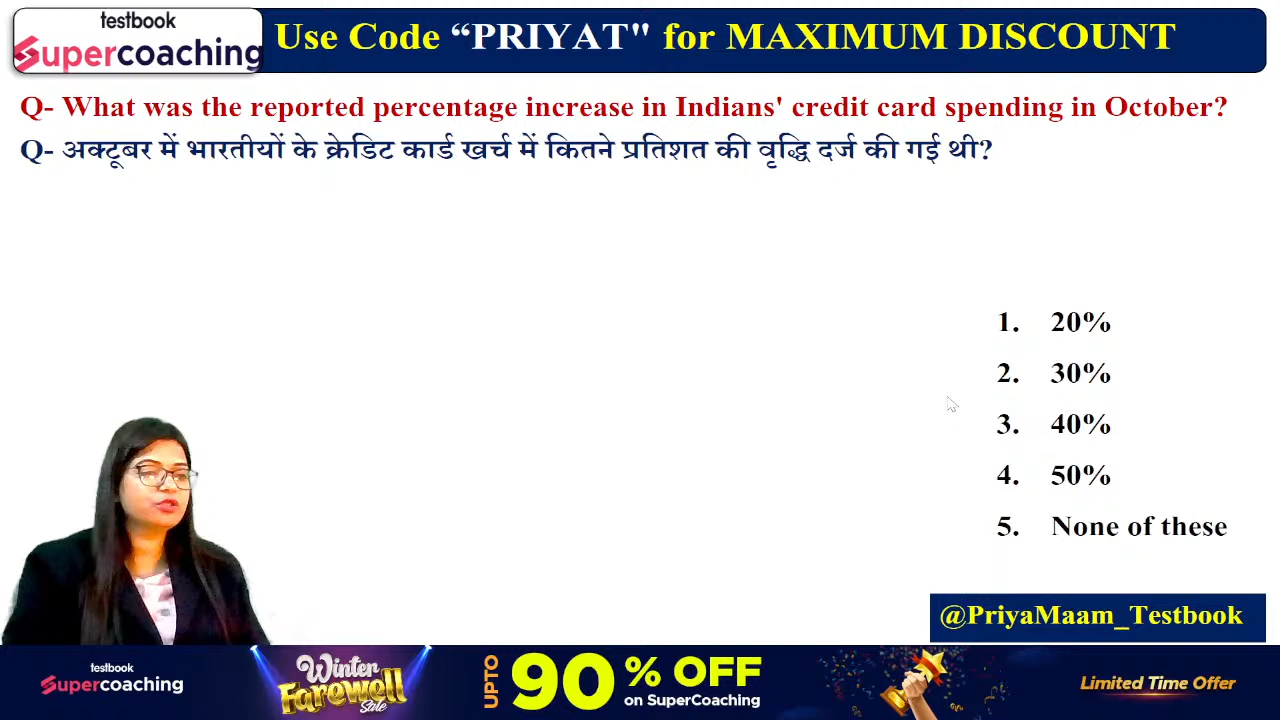 testbook
Supercoaching
Use Code “PRIYAT" for MAXIMUM DISCOUNT
Q- What was the reported percentage increase in Indians' credit card spending in October?
Q- अक्टूबर में भारतीयों के क्रेडिट कार्ड खर्च में कितने प्रतिशत की वृद्धि दर्ज की गई थी?
1. 20%
2. 30%
3. 40%
4. 50%
5. None of these
@PriyaMaam_Testbook
testbook
Supercoaching
Winter
Farewell
Sale
UPTO 90% OFF
on SuperCoaching
Limited Time Offer